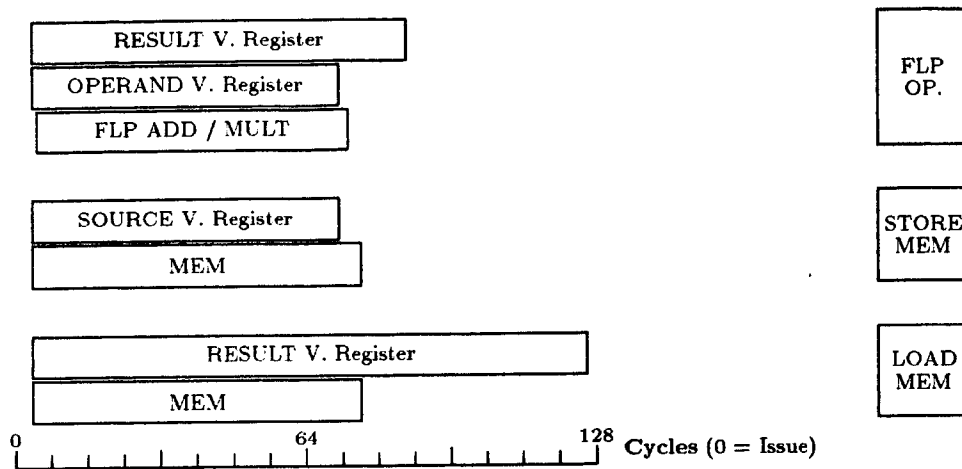 RESULT V. Register
OPERAND V. Register
FLP ADD / MULT
FLP
OP.
SOURCE V. Register
MEM
STORE
MEM
RESULT V. Register
MEM
LOAD
MEM
0 64 128 Cycles (0 = Issue)